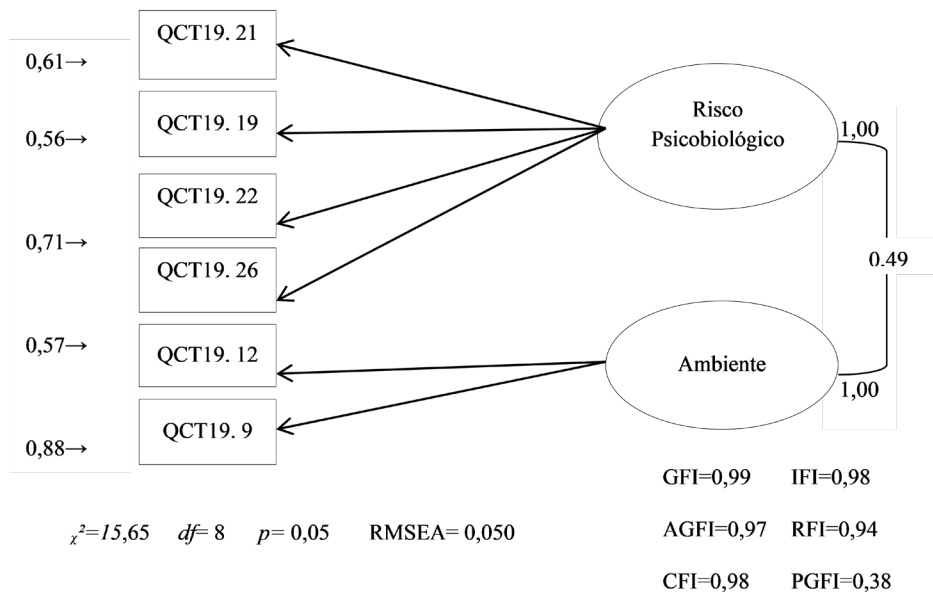 QCT19. 21
0,61→
QCT19. 19
0,56→
QCT19. 22
0,71→
QCT19. 26
0,57→
QCT19. 12
QCT19. 9
0,88→
Risco
Psicobiológico
1,00
0.49
Ambiente
1,00
GFI=0,99 IFI=0,98
χ²=15,65 df= 8 p= 0,05 RMSEA= 0,050
AGFI=0,97 RFI=0,94
CFI=0,98 PGFI=0,38